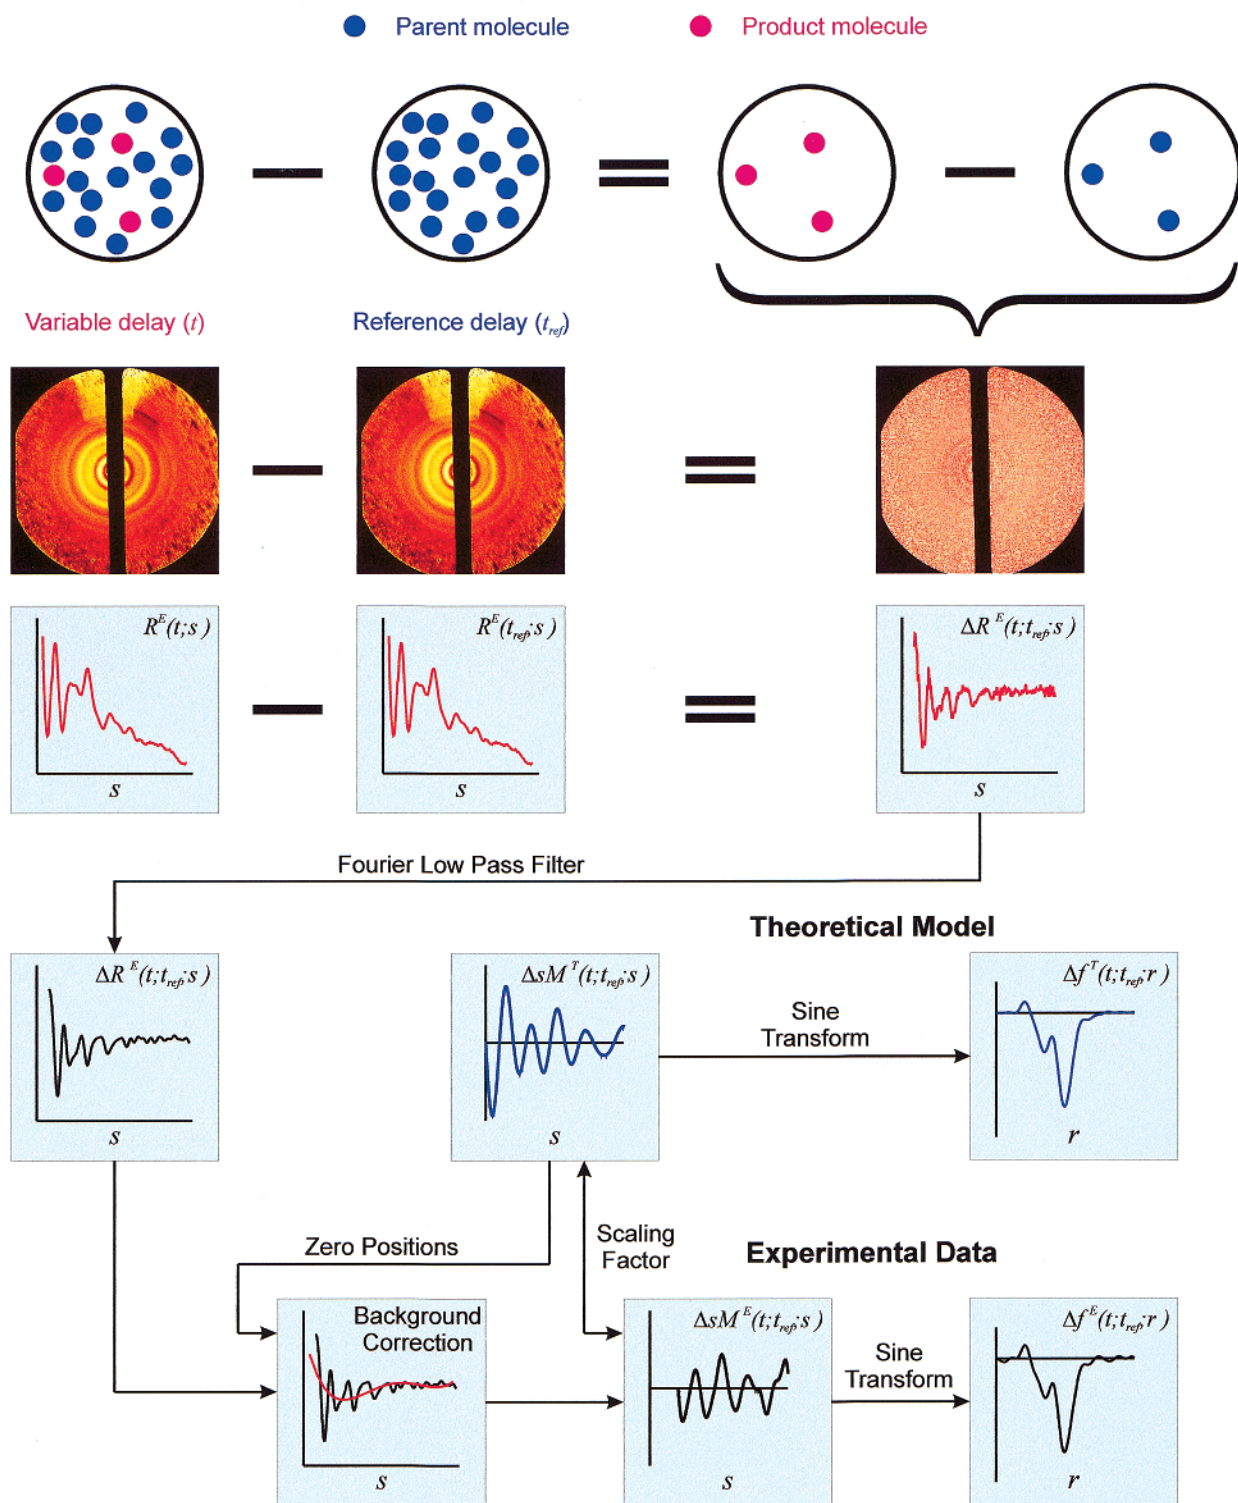 Parent molecule
Product molecule
Variable delay (t)
Reference delay (t_ref)
R^E(t;s)
s
R^E(t_ref;s)
s
ΔR^E(t;t_ref;s)
s
Fourier Low Pass Filter
Theoretical Model
ΔR^E(t;t_ref;s)
s
ΔsM^T(t;t_ref;s)
s
Sine
Transform
Δf^T(t;t_ref;r)
r
Zero Positions
Scaling
Factor
Experimental Data
Background
Correction
s
ΔsM^E(t;t_ref;s)
s
Sine
Transform
Δf^E(t;t_ref;r)
r